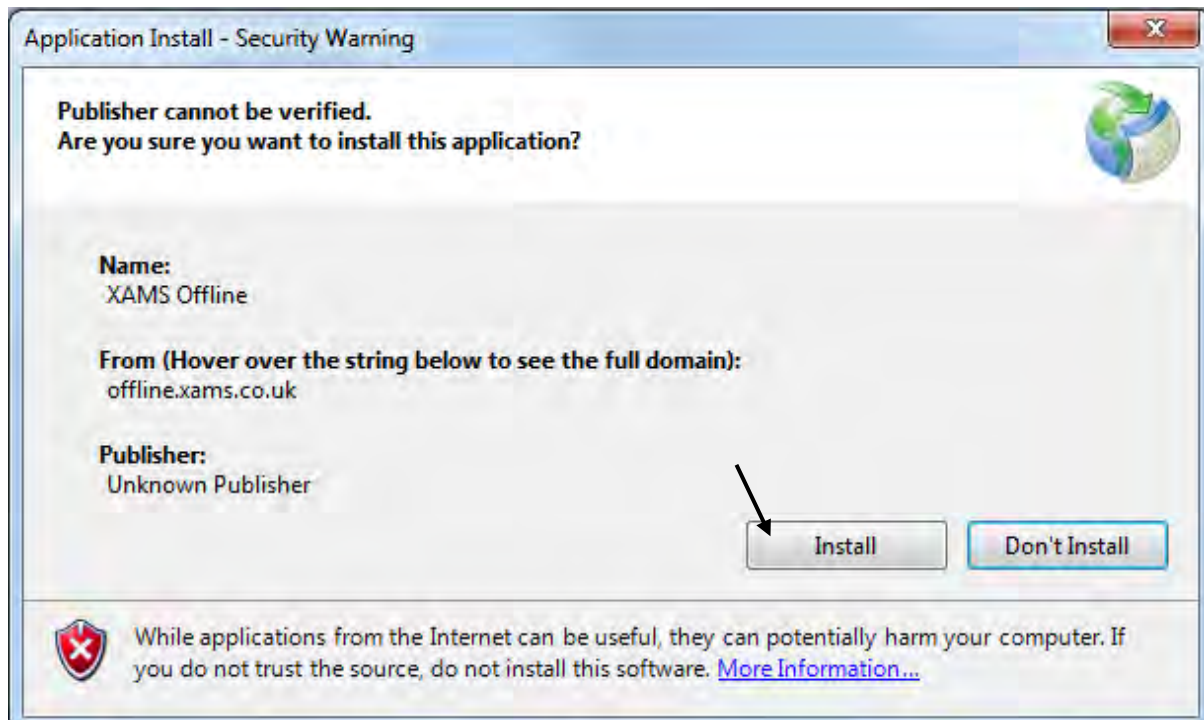 Application Install - Security Warning
Publisher cannot be verified.
Are you sure you want to install this application?
Name:
XAMS Offline
From (Hover over the string below to see the full domain):
offline.xams.co.uk
Publisher:
Unknown Publisher
Install
Don't Install
While applications from the Internet can be useful, they can potentially harm your computer. If
you do not trust the source, do not install this software. More Information...